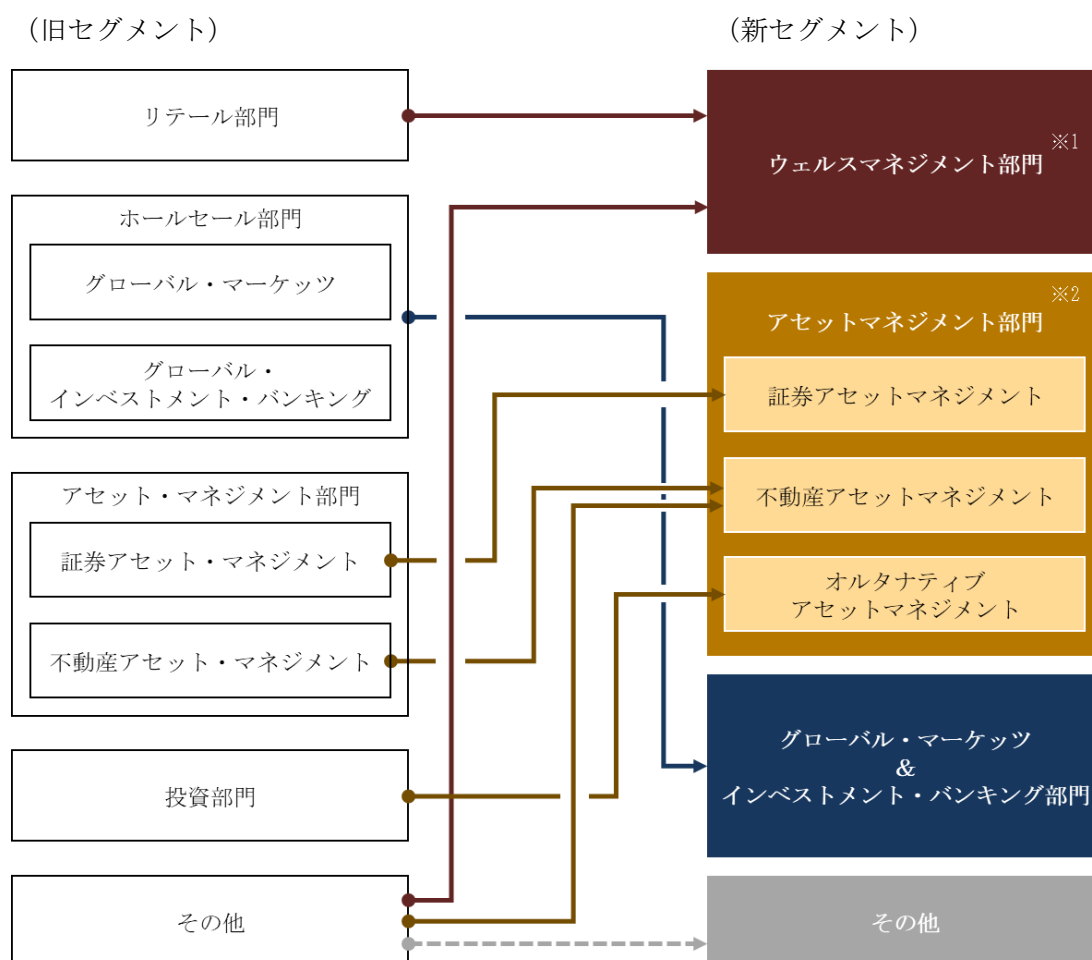 (旧セグメント)
リテール部門
ホールセール部門
グローバル・マーケッツ
グローバル・
インベストメント・バンキング
アセット・マネジメント部門
証券アセット・マネジメント
不動産アセット・マネジメント
投資部門
その他
(新セグメント)
※1
ウェルスマネジメント部門
※2
アセットマネジメント部門
証券アセットマネジメント
不動産アセットマネジメント
オルタナティブ
アセットマネジメント
グローバル・マーケッツ
&
インベストメント・バンキング部門
その他